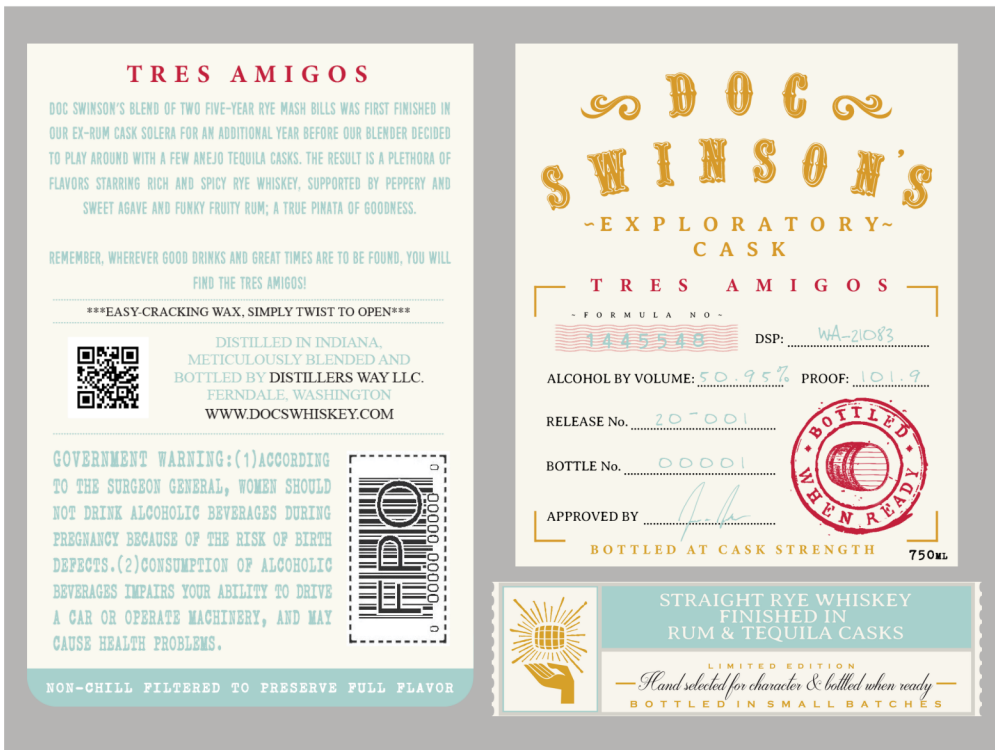 TRES AMIGOS
DOC SWINSON'S BLEND OF TWO FIVE-YEAR RYE MASH BILLS WAS FIRST FINISHED IN
OUR EX-RUM CASK SOLERA FOR AN ADDITIONAL YEAR BEFORE OUR BLENDER DECIDED
TO PLAY AROUND WITH A FEW ANEJO TEQUILA CASKS. THE RESULT IS A PLETHORA OF
FLAVORS STARRING RICH AND SPICY RYE WHISKEY, SUPPORTED BY PEPPERY AND
SWEET AGAVE AND FUNKY FRUITY RUM; A TRUE PINATA OF GOODNESS.
REMEMBER, WHEREVER GOOD DRINKS AND GREAT TIMES ARE TO BE FOUND, YOU WILL
FIND THE TRES AMIGOS!
***EASY-CRACKING WAX, SIMPLY TWIST TO OPEN***
DISTILLED IN INDIANA,
METICULOUSLY BLENDED AND
BOTTLED BY DISTILLERS WAY LLC.
FERNDALE, WASHINGTON
WWW.DOCSWHISKEY.COM
GOVERNMENT WARNING:(1)ACCORDING
TO THE SURGEON GENERAL, WOMEN SHOULD
NOT DRINK ALCOHOLIC BEVERAGES DURING
PREGNANCY BECAUSE OF THE RISK OF BIRTH
DEFECTS.(2)CONSUMPTION OF ALCOHOLIC
BEVERAGES IMPAIRS YOUR ABILITY TO DRIVE
A CAR OR OPERATE MACHINERY, AND MAY
CAUSE HEALTH PROBLEMS.
FPO
0 00000 00000 0
NON-CHILL FILTERED TO PRESERVE FULL FLAVOR
DOC
SWINSON'S
~EXPLORATORY~
CASK
TRES AMIGOS
~FORMULA NO~
1445548
DSP: WA-21083
ALCOHOL BY VOLUME: 50.95% PROOF: 101.9
RELEASE No. 20-001
BOTTLE No. 00001
APPROVED BY
BOTTLED WHEN READY
BOTTLED AT CASK STRENGTH
750ML
STRAIGHT RYE WHISKEY
FINISHED IN
RUM & TEQUILA CASKS
LIMITED EDITION
Hand selected for character & bottled when ready
BOTTLED IN SMALL BATCHES